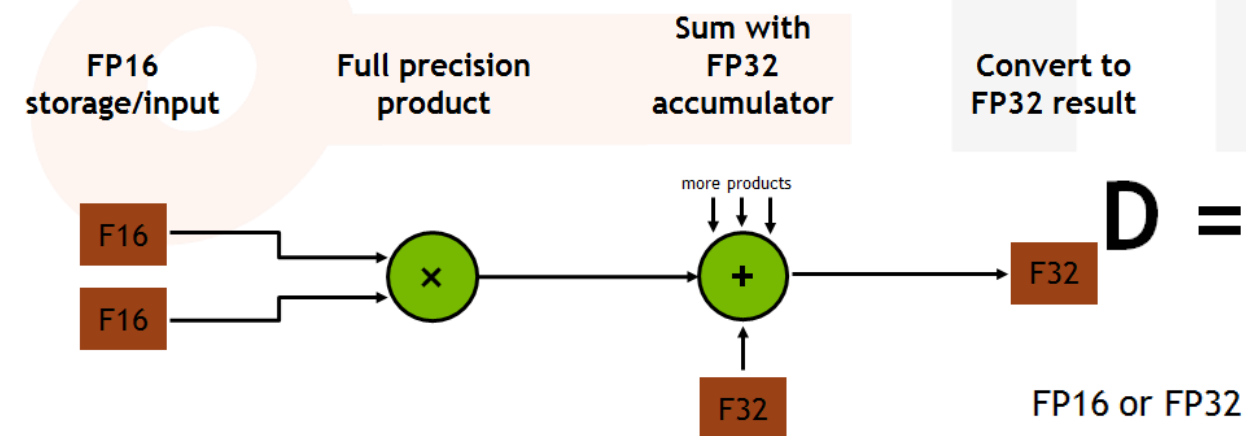 FP16
storage/input
Full precision
product
Sum with
FP32
accumulator
Convert to
FP32 result
more products
F16
F16
×
+
F32
F32
D =
FP16 or FP32